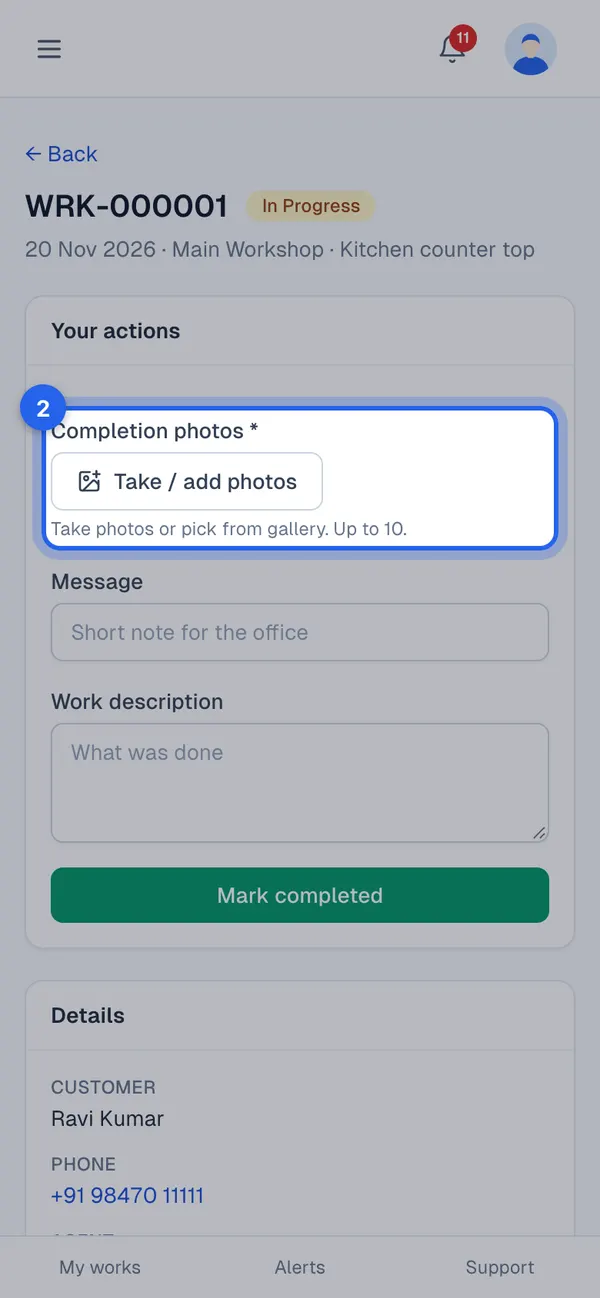 11
← Back
WRK-000001 In Progress
20 Nov 2026 · Main Workshop · Kitchen counter top
Your actions
2
Completion photos *
Take / add photos
Take photos or pick from gallery. Up to 10.
Message
Short note for the office
Work description
What was done
Mark completed
Details
CUSTOMER
Ravi Kumar
PHONE
+91 98470 11111
My works Alerts Support